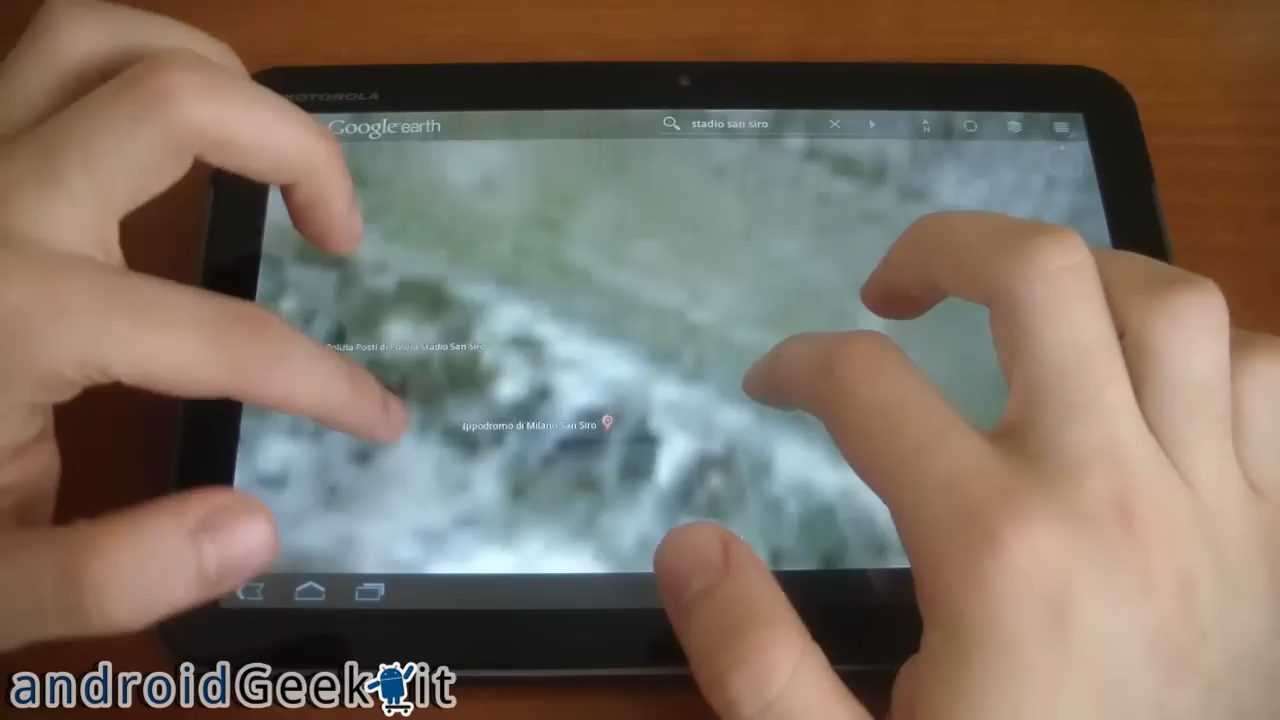 MOTOROLA
Google earth
stadio san siro
Polizia Posti di Polizia Stadio San Siro
Ippodromo di Milano San Siro
androidGeek it